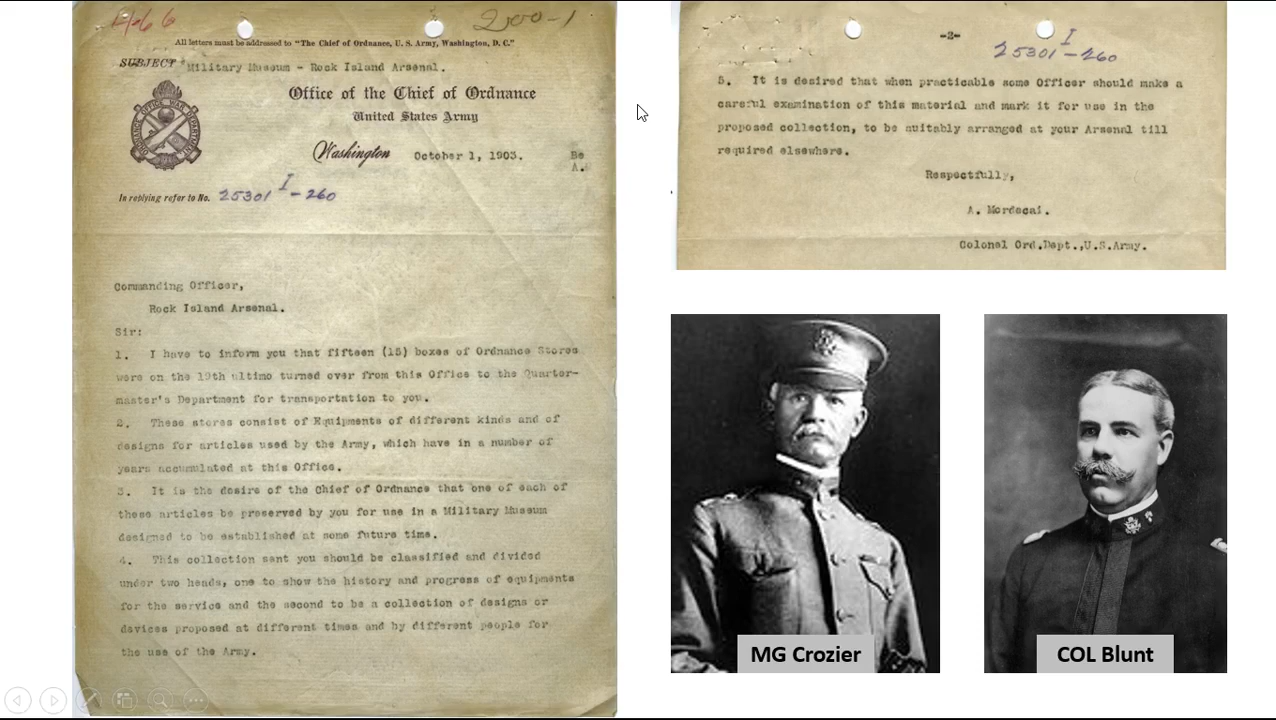 466
200-1
All letters must be addressed to "The Chief of Ordnance, U. S. Army, Washington, D. C."
SUBJECT Military Museum - Rock Island Arsenal.
ORDNANCE OFFICE WAR DEPARTMENT
Office of the Chief of Ordnance
United States Army
Washington October 1, 1903.
Be
A.
In replying refer to No. 25301 I - 260
Commanding Officer,
Rock Island Arsenal.
Sir:
1. I have to inform you that fifteen (15) boxes of Ordnance Stores
were on the 19th ultimo turned over from this Office to the Quarter-
master's Department for transportation to you.
2. These stores consist of Equipments of different kinds and of
designs for articles used by the Army, which have in a number of
years accumulated at this Office.
3. It is the desire of the Chief of Ordnance that one of each of
these articles be preserved by you for use in a Military Museum
designed to be established at some future time.
4. This collection sent you should be classified and divided
under two heads, one to show the history and progress of equipments
for the service and the second to be a collection of designs or
devices proposed at different times and by different people for
the use of the Army.
-2-
25301 I - 260
5. It is desired that when practicable some Officer should make a
careful examination of this material and mark it for use in the
proposed collection, to be suitably arranged at your Arsenal till
required elsewhere.
Respectfully,
A. Mordecai.
Colonel Ord.Dept.,U.S.Army.
MG Crozier
COL Blunt